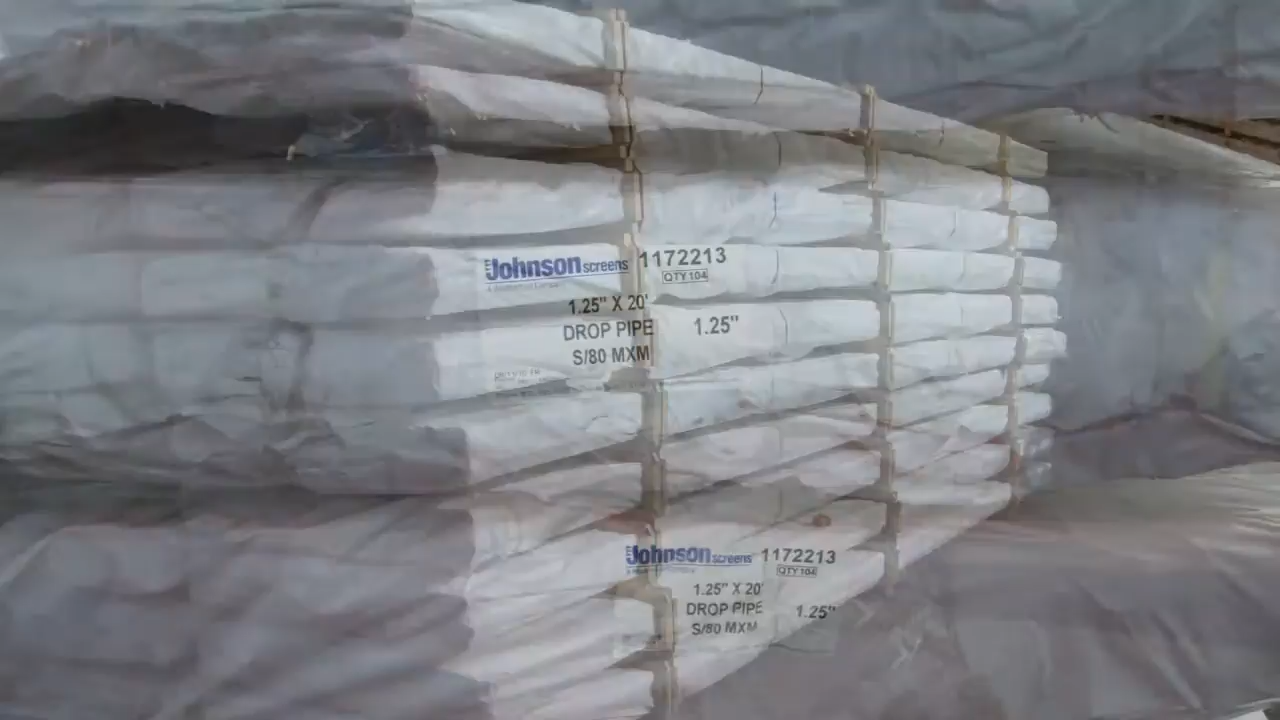 Johnson screens 1172213
QTY 104
1.25" X 20'
DROP PIPE 1.25"
S/80 MXM
Johnson screens 1172213
QTY 104
1.25" X 20'
DROP PIPE 1.25"
S/80 MXM